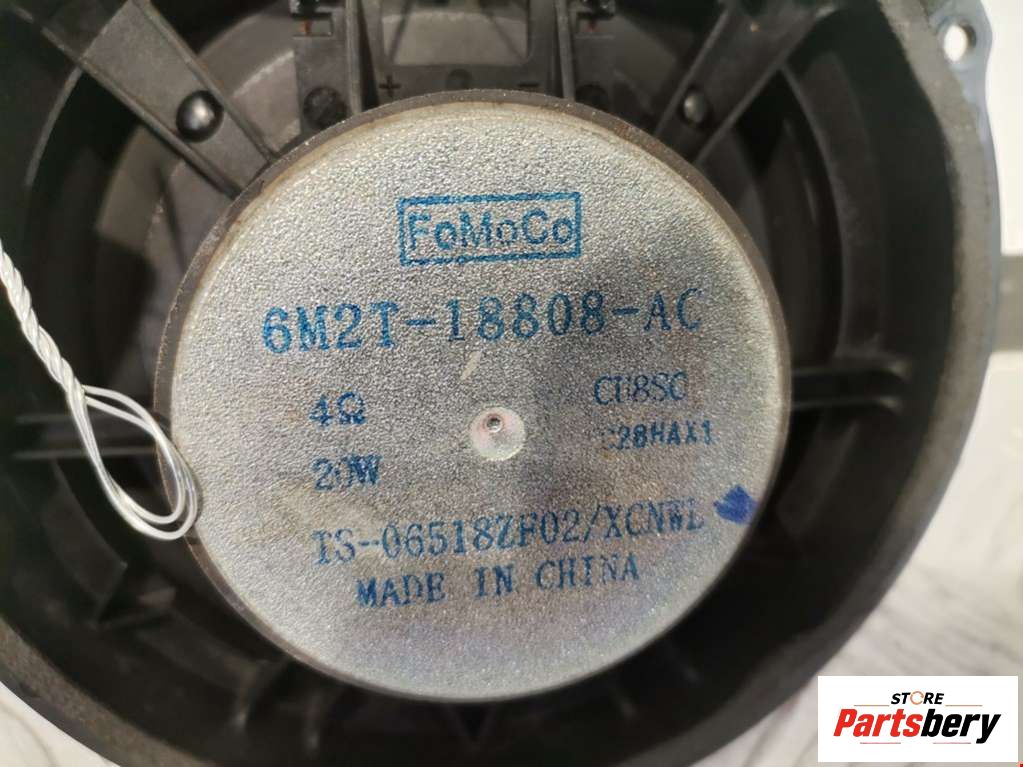 + -
FoMoCo
6M2T-18808-AC
4Ω CU8SC
20W C28HAX1
TS-06518ZF02/XCNWL
MADE IN CHINA
STORE
Partsbery